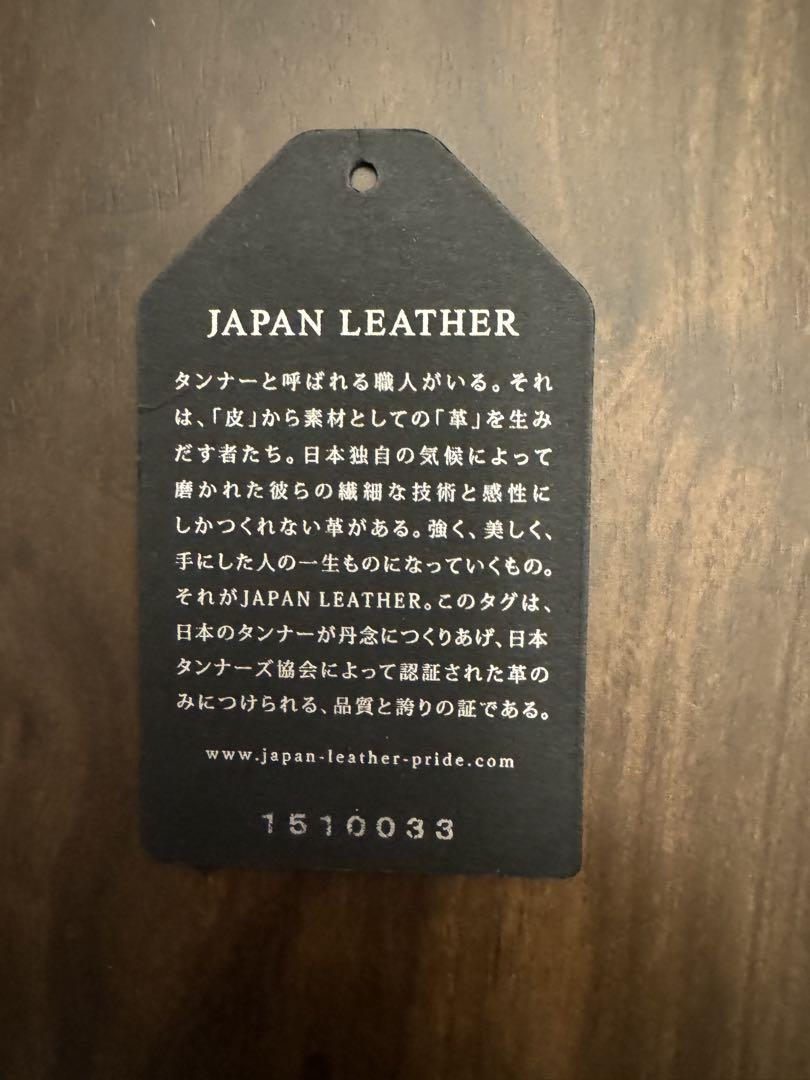 JAPAN LEATHER
タンナーと呼ばれる職人がいる。それ
は、「皮」から素材としての「革」を生み
だす者たち。日本独自の気候によって
磨かれた彼らの繊細な技術と感性に
しかつくれない革がある。強く、美しく、
手にした人の一生ものになっていくもの。
それがJAPAN LEATHER。このタグは、
日本のタンナーが丹念につくりあげ、日本
タンナーズ協会によって認証された革の
みにつけられる、品質と誇りの証である。
www.japan-leather-pride.com
1510033